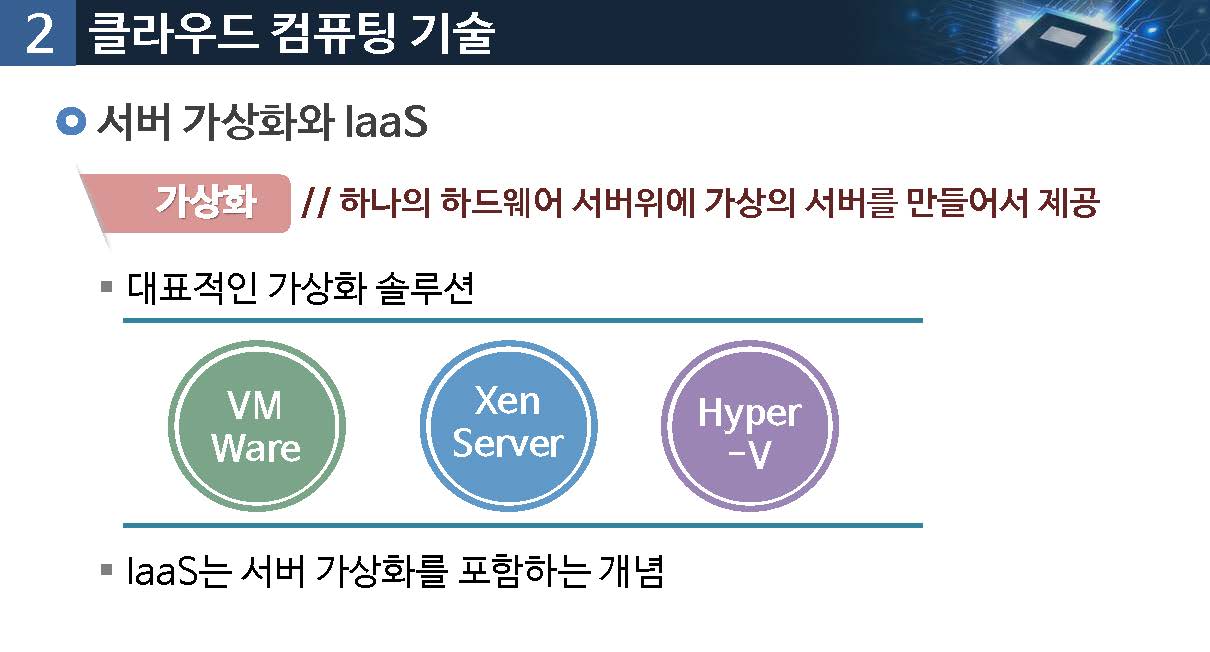 2 클라우드 컴퓨팅 기술
서버 가상화와 IaaS
가상화 // 하나의 하드웨어 서버위에 가상의 서버를 만들어서 제공
대표적인 가상화 솔루션
VM
Ware
Xen
Server
Hyper
-V
IaaS는 서버 가상화를 포함하는 개념